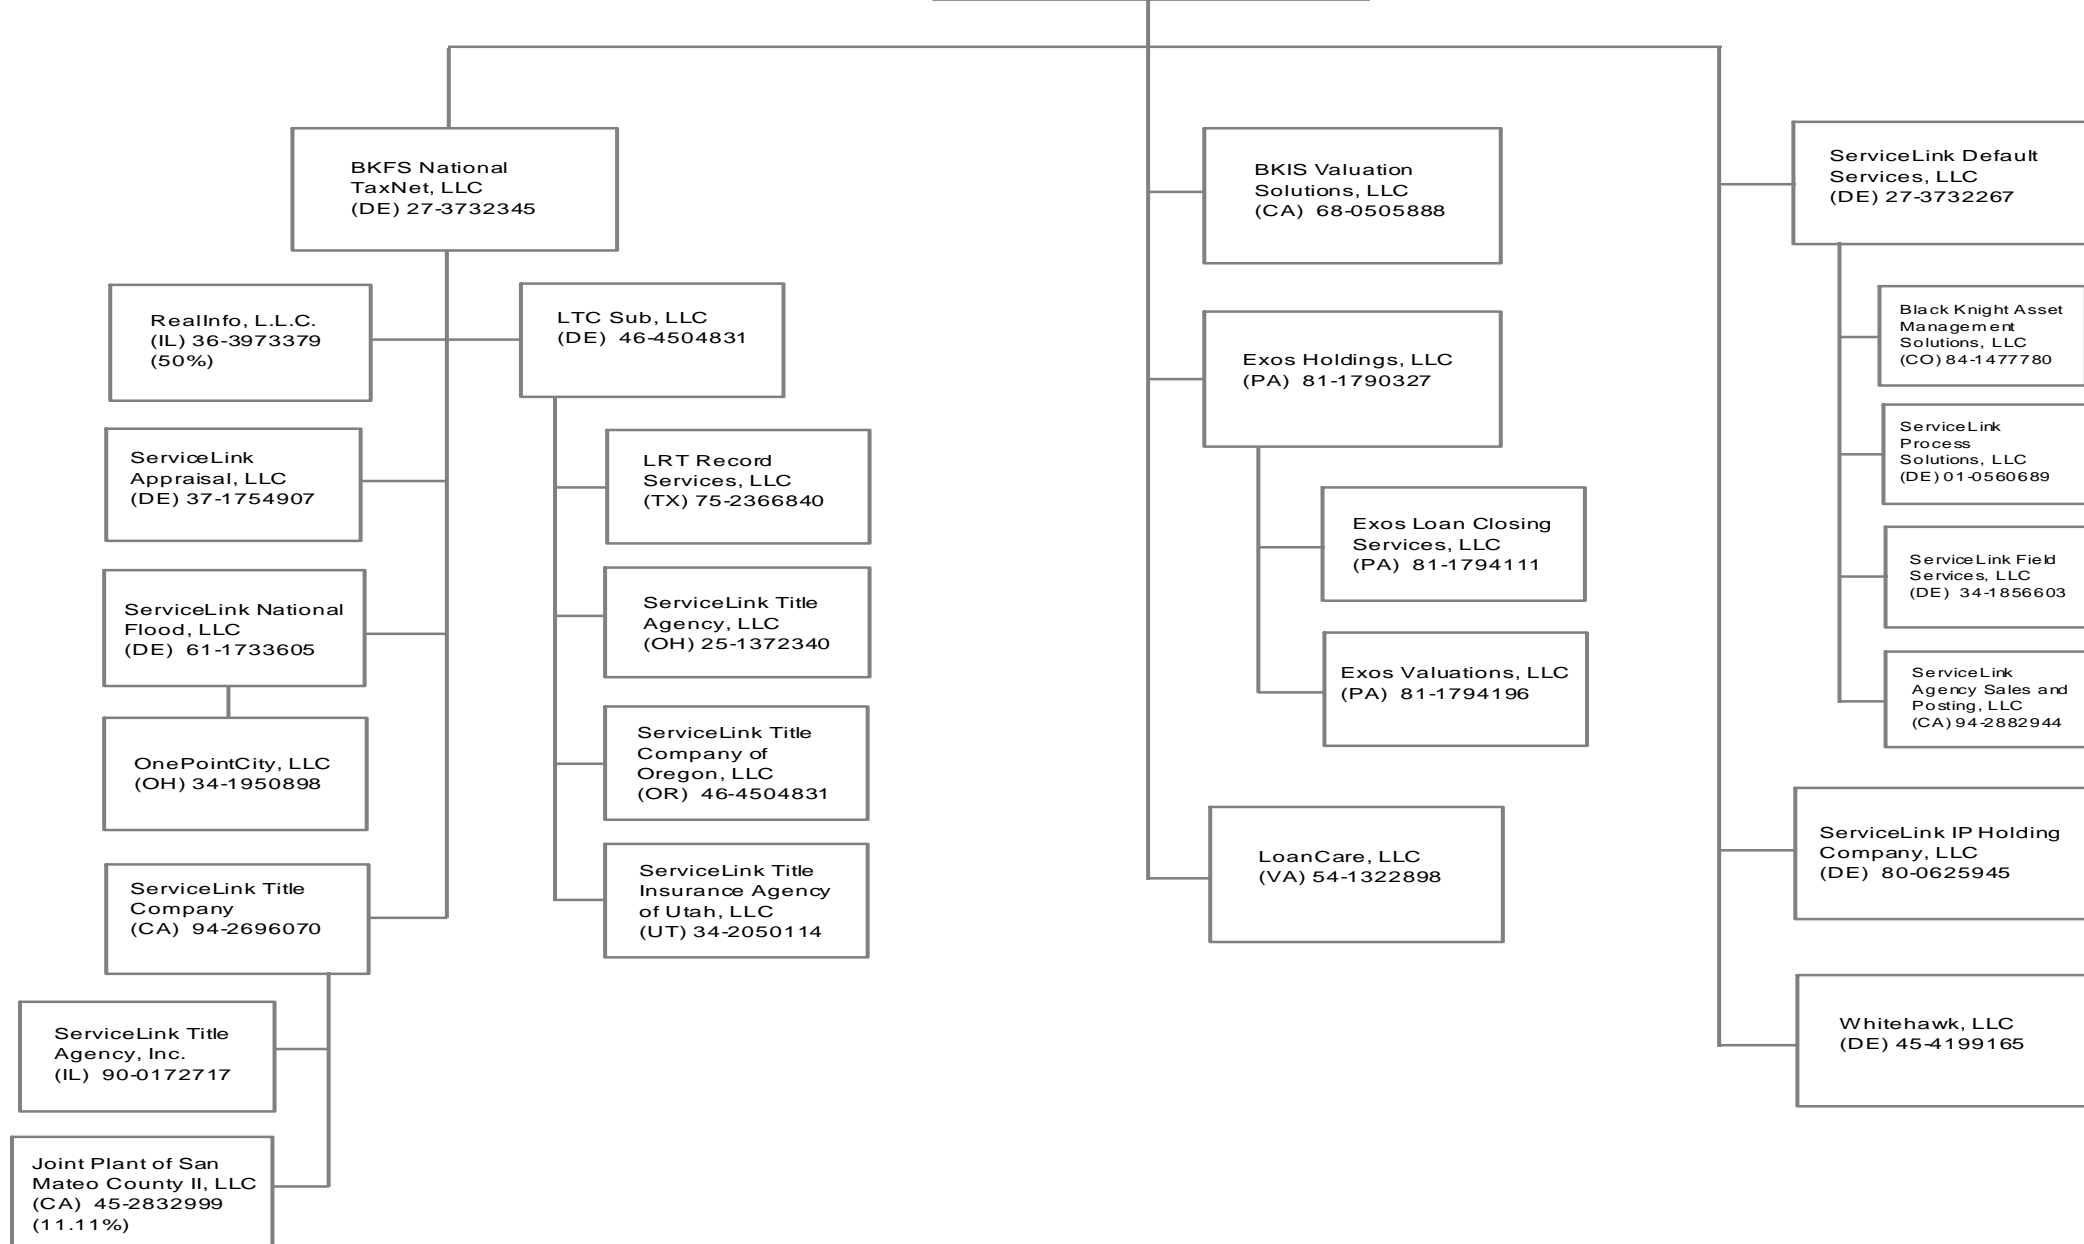 BKFS National
TaxNet, LLC
(DE) 27-3732345
RealInfo, L.L.C.
(IL) 36-3973379
(50%)
LTC Sub, LLC
(DE) 46-4504831
ServiceLink
Appraisal, LLC
(DE) 37-1754907
LRT Record
Services, LLC
(TX) 75-2366840
ServiceLink National
Flood, LLC
(DE) 61-1733605
ServiceLink Title
Agency, LLC
(OH) 25-1372340
OnePointCity, LLC
(OH) 34-1950898
ServiceLink Title
Company of
Oregon, LLC
(OR) 46-4504831
ServiceLink Title
Company
(CA) 94-2696070
ServiceLink Title
Insurance Agency
of Utah, LLC
(UT) 34-2050114
ServiceLink Title
Agency, Inc.
(IL) 90-0172717
Joint Plant of San
Mateo County II, LLC
(CA) 45-2832999
(11.11%)
BKIS Valuation
Solutions, LLC
(CA) 68-0505888
Exos Holdings, LLC
(PA) 81-1790327
Exos Loan Closing
Services, LLC
(PA) 81-1794111
Exos Valuations, LLC
(PA) 81-1794196
LoanCare, LLC
(VA) 54-1322898
ServiceLink Default
Services, LLC
(DE) 27-3732267
Black Knight Asset
Management
Solutions, LLC
(CO) 84-1477780
ServiceLink
Process
Solutions, LLC
(DE) 01-0560689
ServiceLink Field
Services, LLC
(DE) 34-1856603
ServiceLink
Agency Sales and
Posting, LLC
(CA) 94-2882944
ServiceLink IP Holding
Company, LLC
(DE) 80-0625945
Whitehawk, LLC
(DE) 45-4199165